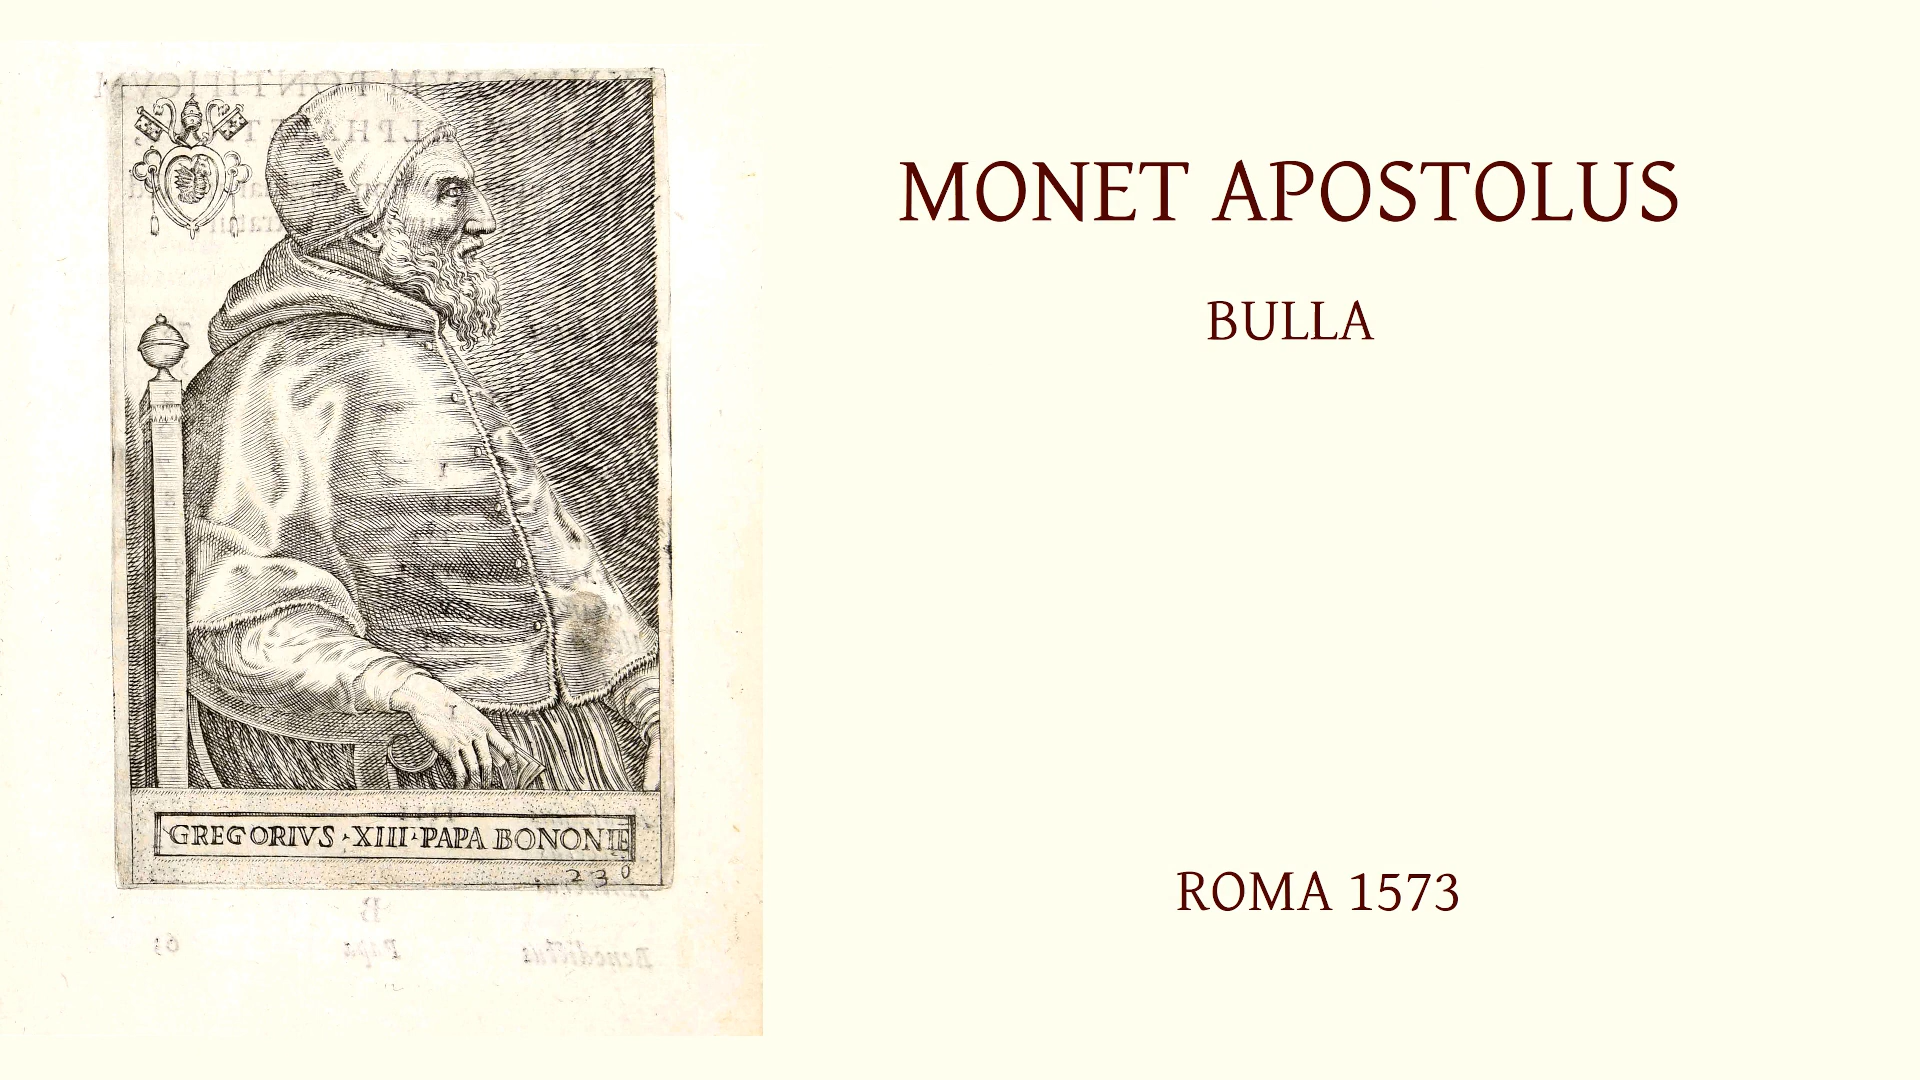 MONET APOSTOLUS
BULLA
ROMA 1573
GREGORIVS · XIII · PAPA BONONIE
230